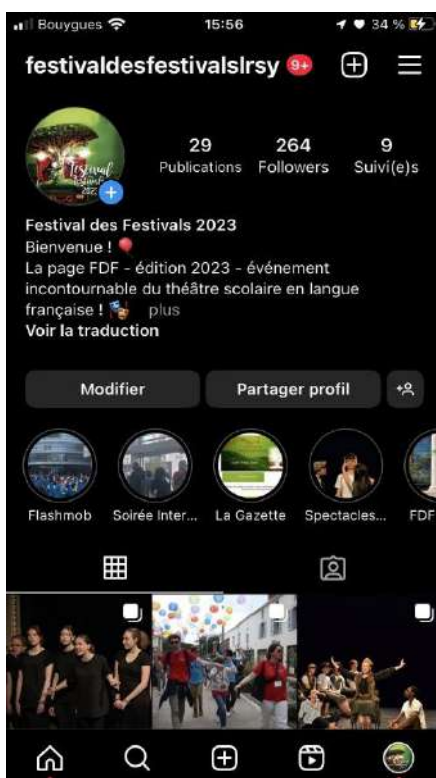 Bouygues 15:56 34 %
festivaldesfestivalslrsy 9+
29 264 9
Publications Followers Suivi(e)s
Festival des Festivals 2023
Bienvenue !
La page FDF - édition 2023 - événement
incontournable du théâtre scolaire en langue
française ! plus
Voir la traduction
Modifier Partager profil
Flashmob Soirée Inter... La Gazette Spectacles... FDF